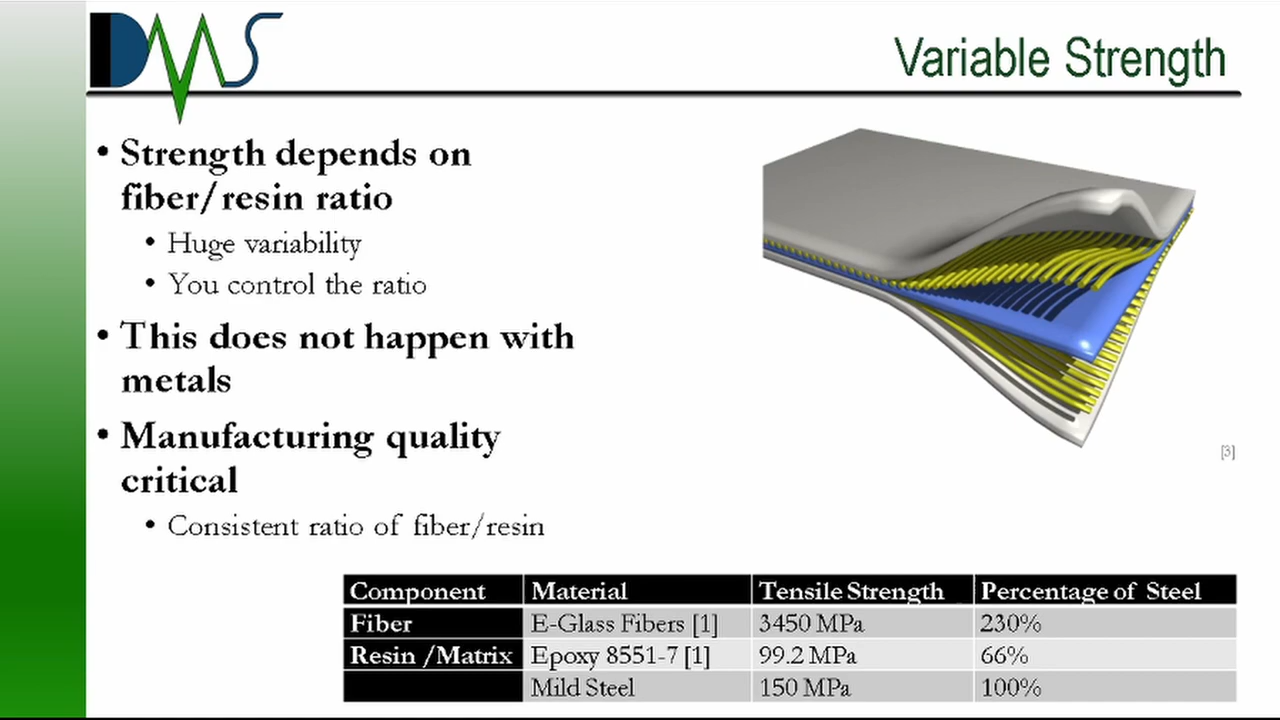 DMS
Variable Strength
• Strength depends on
fiber/resin ratio
• Huge variability
• You control the ratio
• This does not happen with
metals
• Manufacturing quality
critical
• Consistent ratio of fiber/resin
[3]
Component Material Tensile Strength Percentage of Steel
Fiber E-Glass Fibers [1] 3450 MPa 230%
Resin /Matrix Epoxy 8551-7 [1] 99.2 MPa 66%
Mild Steel 150 MPa 100%